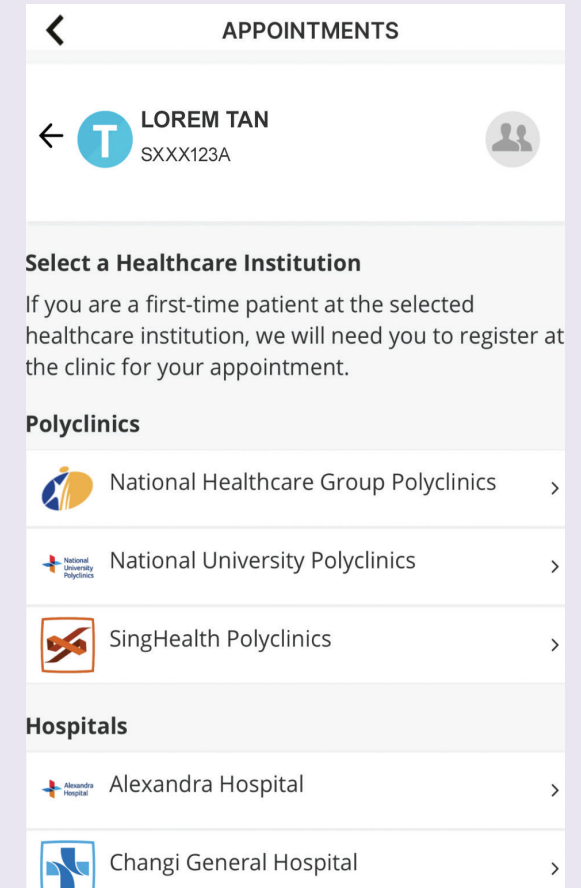 APPOINTMENTS
T
LOREM TAN
SXXX123A
Select a Healthcare Institution
If you are a first-time patient at the selected
healthcare institution, we will need you to register at
the clinic for your appointment.
Polyclinics
National Healthcare Group Polyclinics
National
University
Polyclinics
National University Polyclinics
SingHealth Polyclinics
Hospitals
Alexandra
Hospital
Alexandra Hospital
Changi General Hospital